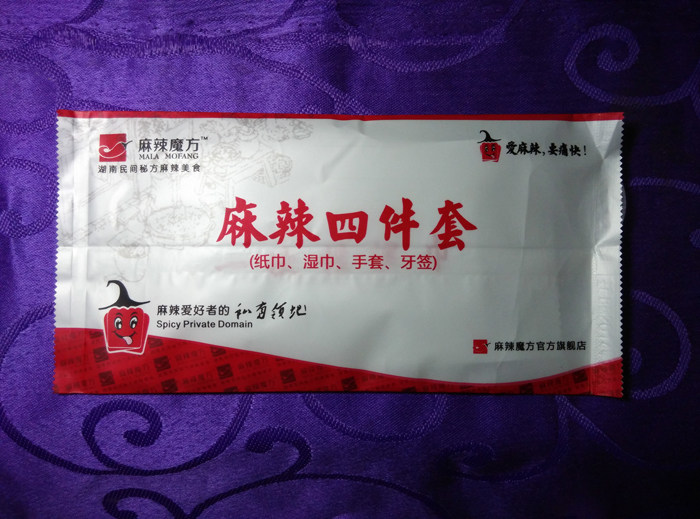 麻辣魔方™
MALA MOFANG
湖南民间秘方麻辣美食
爱麻辣,要痛快!
麻辣四件套
(纸巾、湿巾、手套、牙签)
麻辣爱好者的私有领地
Spicy Private Domain
麻辣魔方官方旗舰店